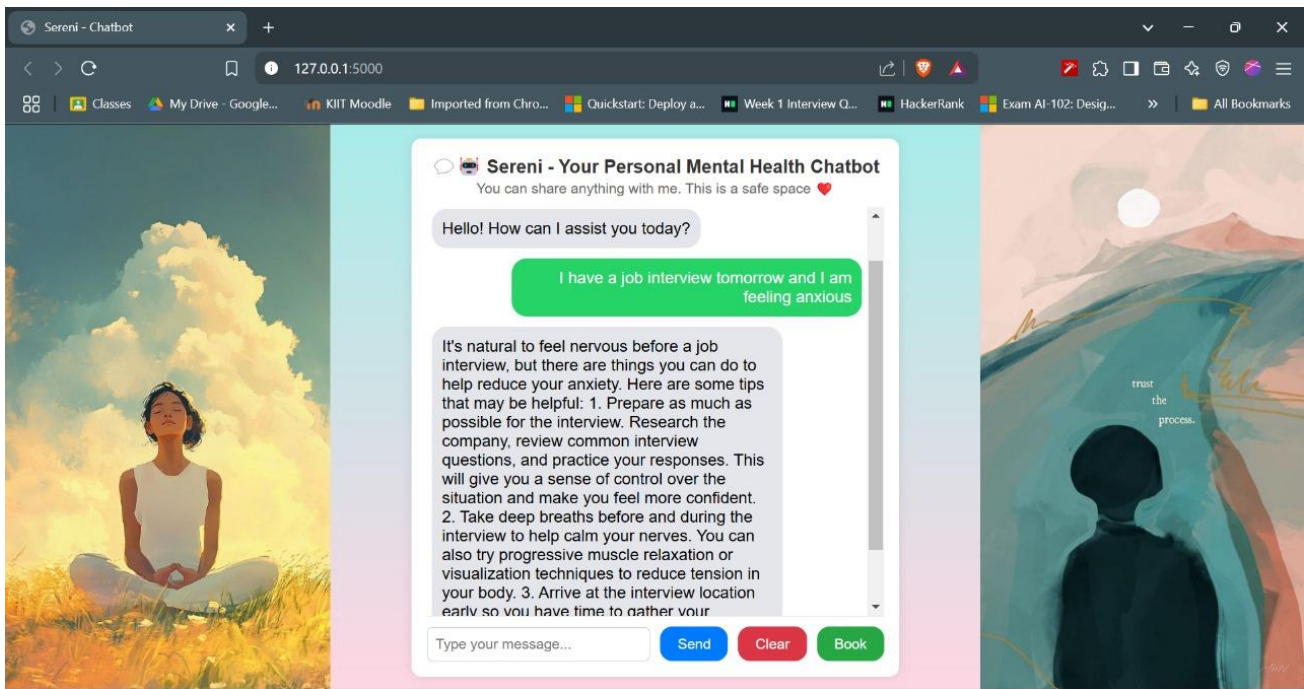 Sereni - Chatbot
127.0.0.1:5000
Classes
My Drive - Google...
KIIT Moodle
Imported from Chro...
Quickstart: Deploy a...
Week 1 Interview Q...
HackerRank
Exam AI-102: Desig...
All Bookmarks
Sereni - Your Personal Mental Health Chatbot
You can share anything with me. This is a safe space
Hello! How can I assist you today?
I have a job interview tomorrow and I am
feeling anxious
It's natural to feel nervous before a job
interview, but there are things you can do to
help reduce your anxiety. Here are some tips
that may be helpful: 1. Prepare as much as
possible for the interview. Research the
company, review common interview
questions, and practice your responses. This
will give you a sense of control over the
situation and make you feel more confident.
2. Take deep breaths before and during the
interview to help calm your nerves. You can
also try progressive muscle relaxation or
visualization techniques to reduce tension in
your body. 3. Arrive at the interview location
early so you have time to gather your
Type your message...
Send
Clear
Book
trust
the
process.